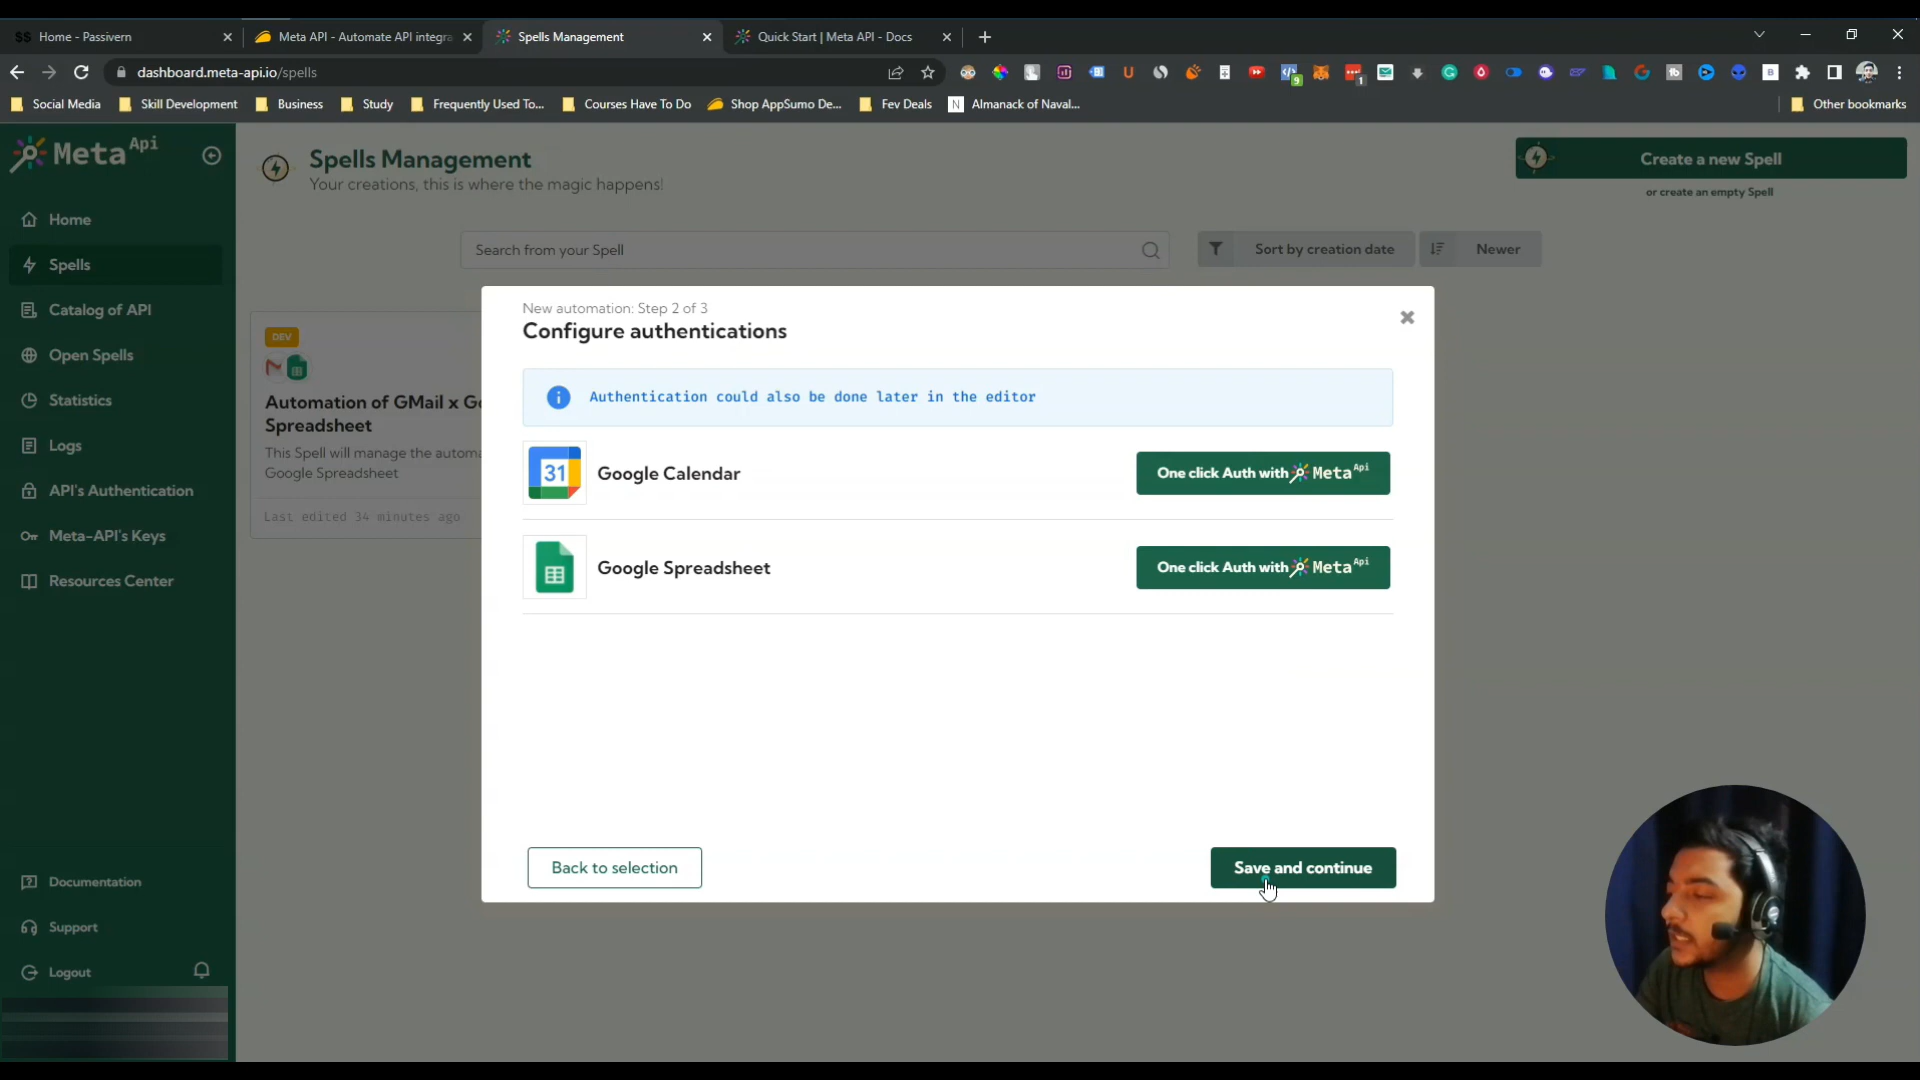 Home - Passivern
Meta API - Automate API integra
Spells Management
Quick Start | Meta API - Docs
dashboard.meta-api.io/spells
Social Media
Skill Development
Business
Study
Frequently Used To...
Courses Have To Do
Shop AppSumo De...
Fev Deals
Almanack of Naval...
Other bookmarks
Meta Api
Home
Spells
Catalog of API
Open Spells
Statistics
Logs
API's Authentication
Meta-API's Keys
Resources Center
Documentation
Support
Logout
Spells Management
Your creations, this is where the magic happens!
Create a new Spell
or create an empty Spell
Search from your Spell
Sort by creation date
Newer
DEV
Automation of GMail x Go
Spreadsheet
This Spell will manage the automa
Google Spreadsheet
Last edited 34 minutes ago
New automation: Step 2 of 3
Configure authentications
Authentication could also be done later in the editor
31
Google Calendar
One click Auth with Meta Api
Google Spreadsheet
One click Auth with Meta Api
Back to selection
Save and continue